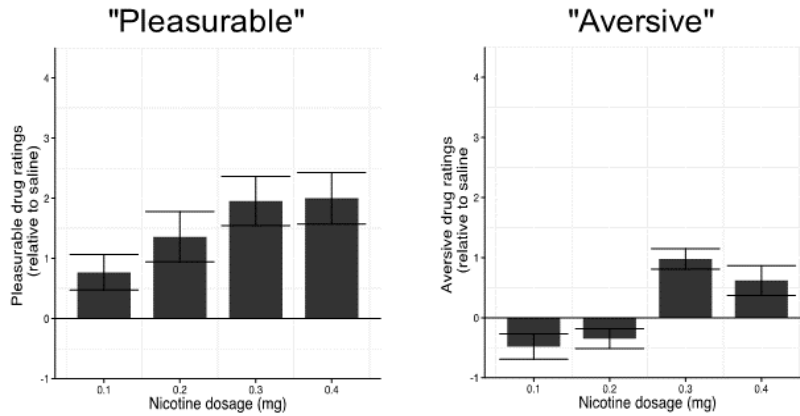 "Pleasurable"
Pleasurable drug ratings
(relative to saline)
4
3
2
1
0
-1
0.1 0.2 0.3 0.4
Nicotine dosage (mg)
"Aversive"
Aversive drug ratings
(relative to saline)
4
3
2
1
0
-1
0.1 0.2 0.3 0.4
Nicotine dosage (mg)